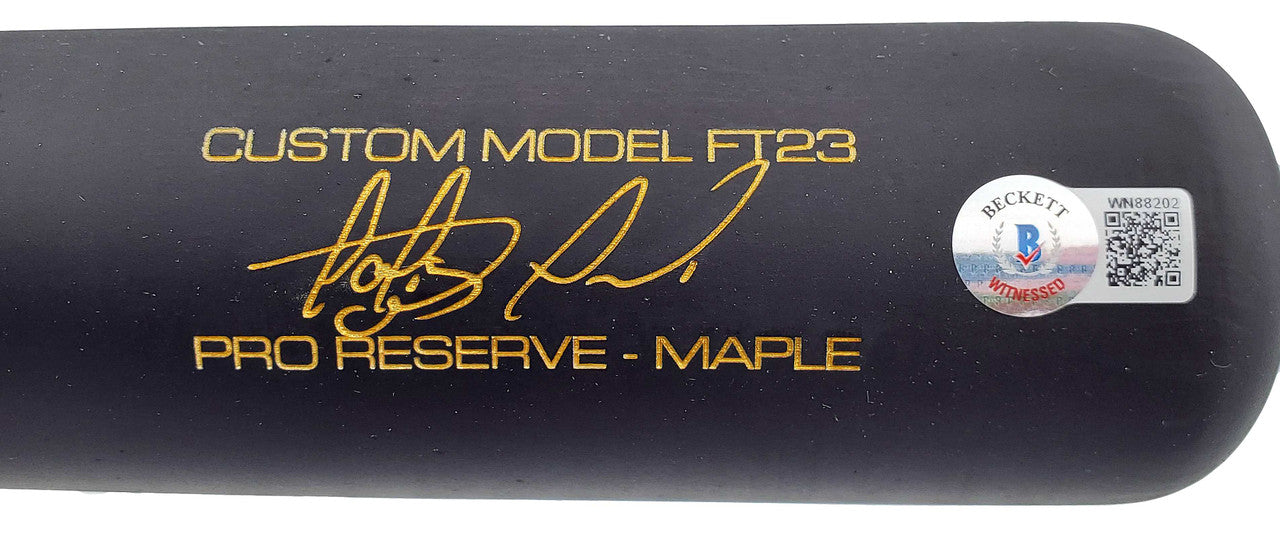 CUSTOM MODEL FT23
PRO RESERVE - MAPLE
BECKETT
B
WITNESSED
WN88202